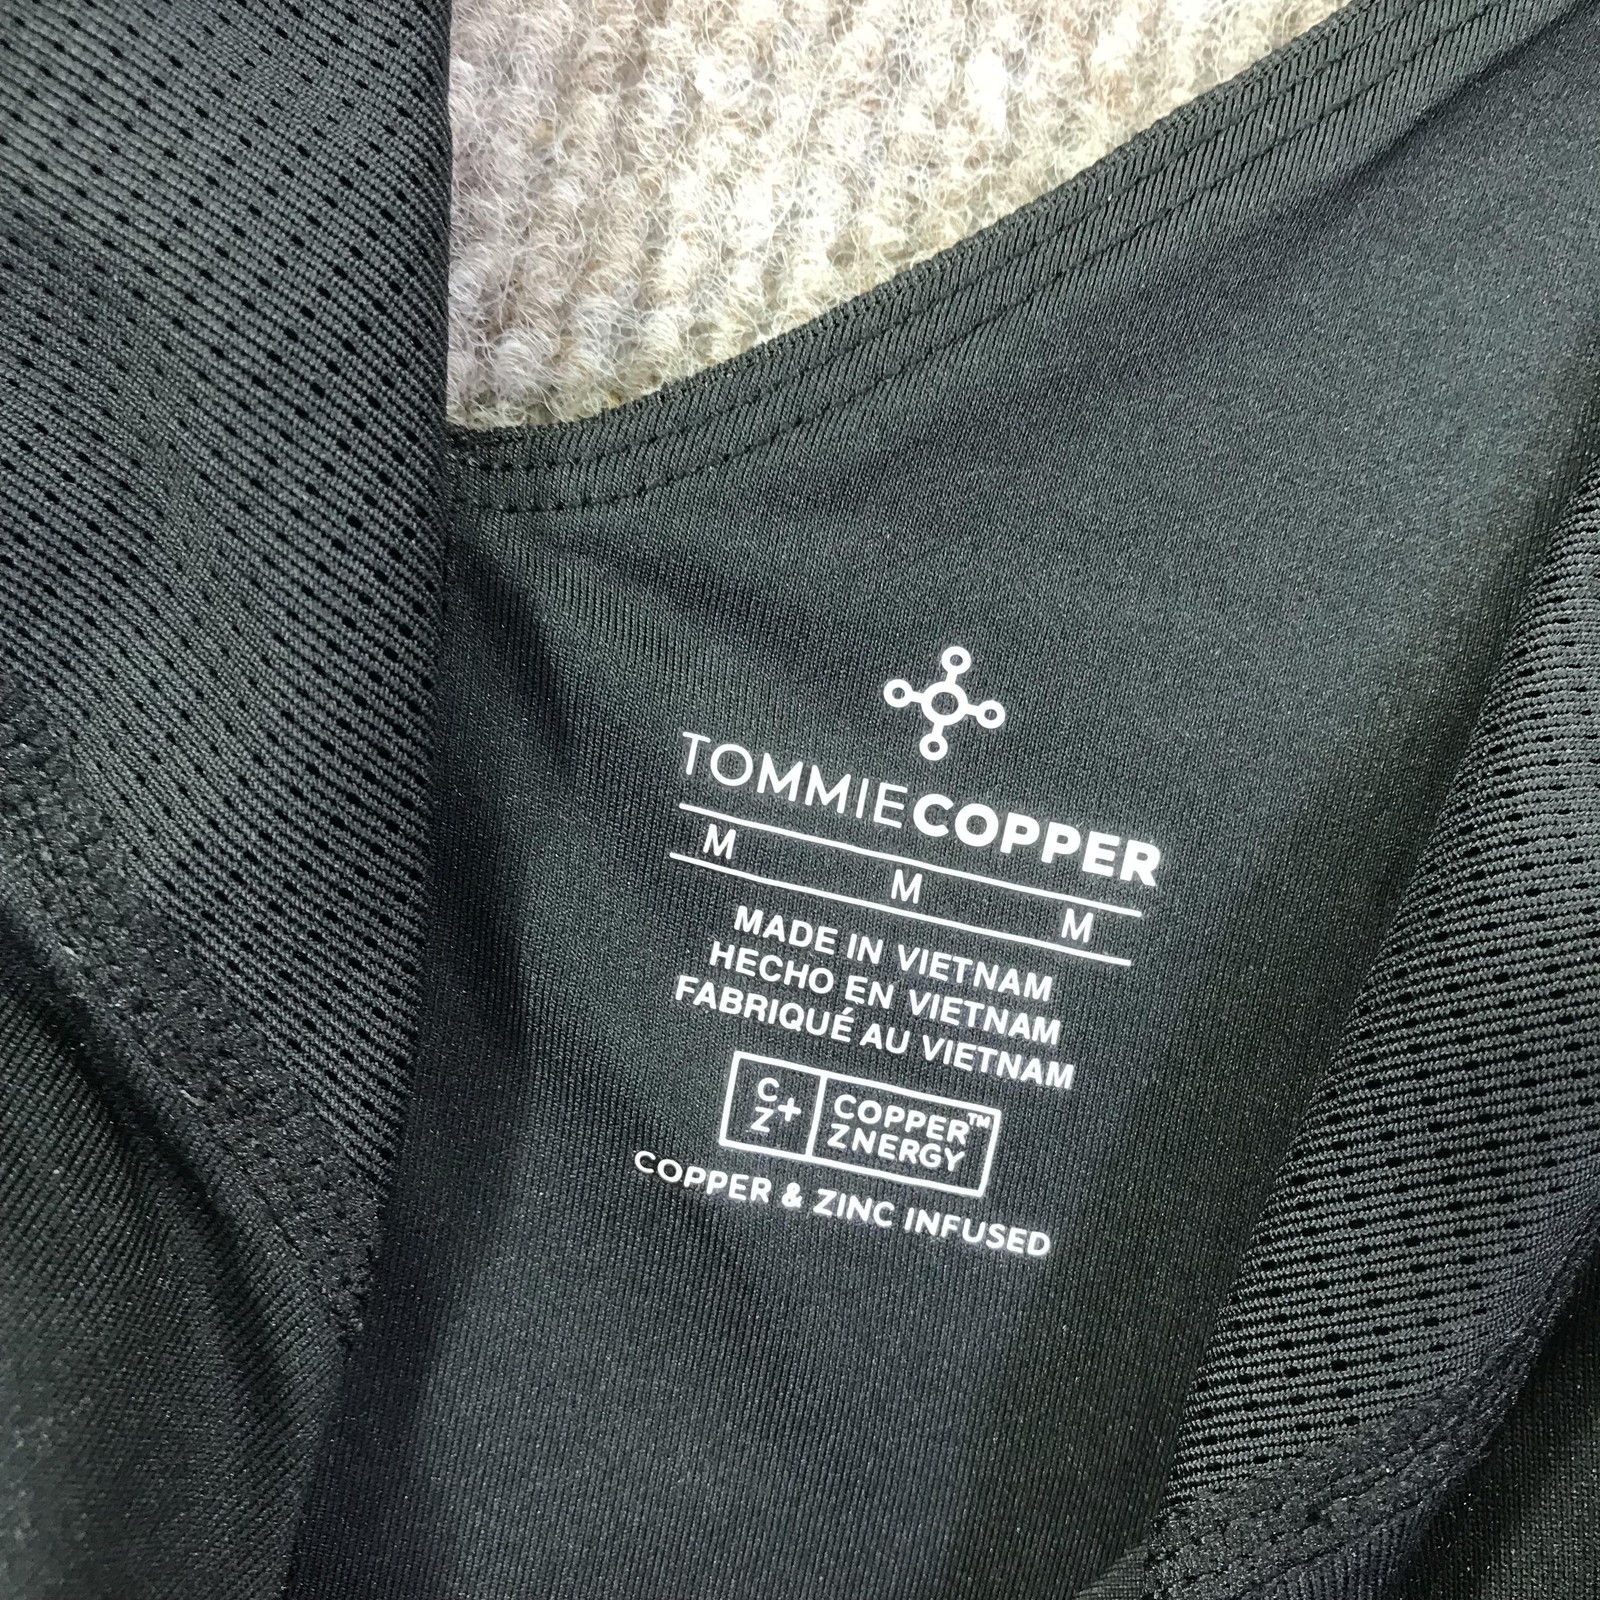 TOMMIECOPPER
M M M
MADE IN VIETNAM
HECHO EN VIETNAM
FABRIQUÉ AU VIETNAM
C
Z+
COPPER™
ZNERGY
COPPER & ZINC INFUSED